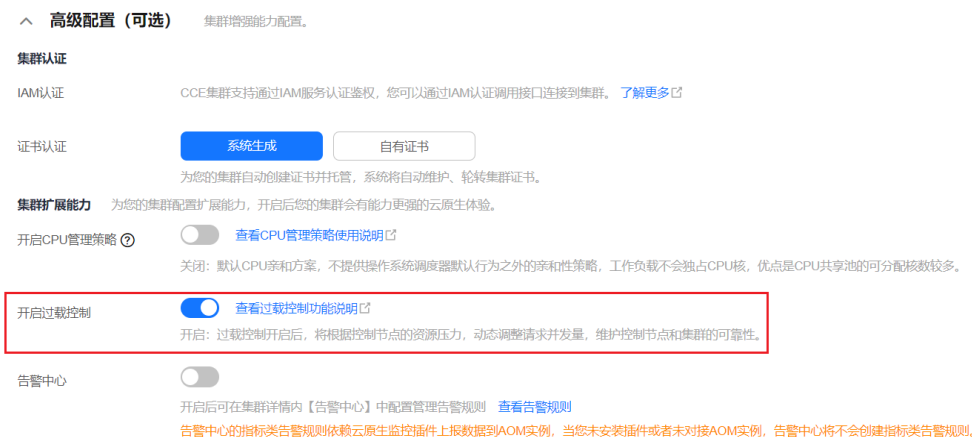 高级配置（可选） 集群增强能力配置。
集群认证
IAM认证 CCE集群支持通过IAM服务认证鉴权，您可以通过IAM认证调用接口连接到集群。 了解更多
证书认证 系统生成 自有证书
为您的集群自动创建证书并托管，系统将自动维护、轮转集群证书。
集群扩展能力 为您的集群配置扩展能力，开启后您的集群会有能力更强的云原生体验。
开启CPU管理策略 ? 查看CPU管理策略使用说明
关闭：默认CPU亲和方案，不提供操作系统调度器默认行为之外的亲和性策略，工作负载不会独占CPU核，优点是CPU共享池的可分配核数较多。
开启过载控制 查看过载控制功能说明
开启：过载控制开启后，将根据控制节点的资源压力，动态调整请求并发量，维护控制节点和集群的可靠性。
告警中心
开启后可在集群详情内【告警中心】中配置管理告警规则 查看告警规则
告警中心的指标类告警规则依赖云原生监控插件上报数据到AOM实例，当您未安装插件或者未对接AOM实例，告警中心将不会创建指标类告警规则。